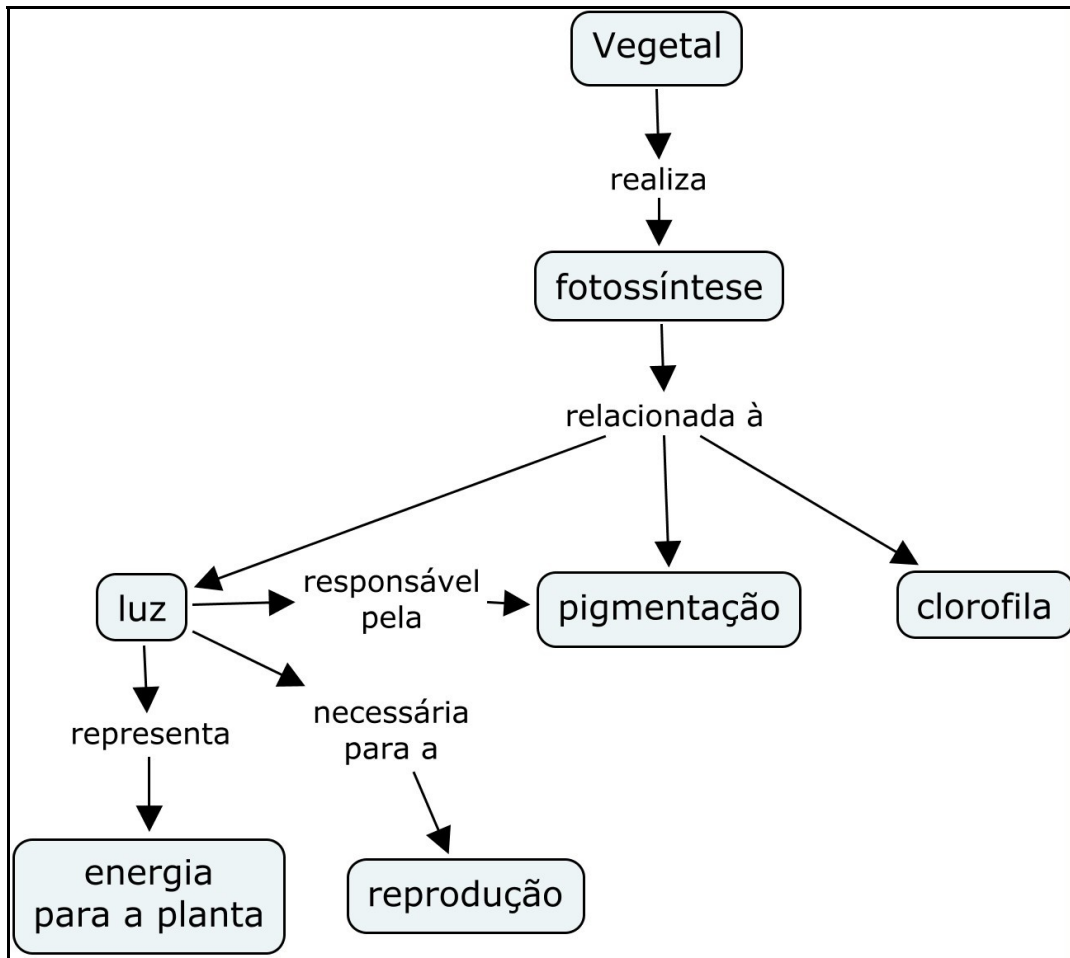 Vegetal
realiza
fotossíntese
relacionada à
luz
responsável
pela
pigmentação
clorofila
representa
necessária
para a
energia
para a planta
reprodução